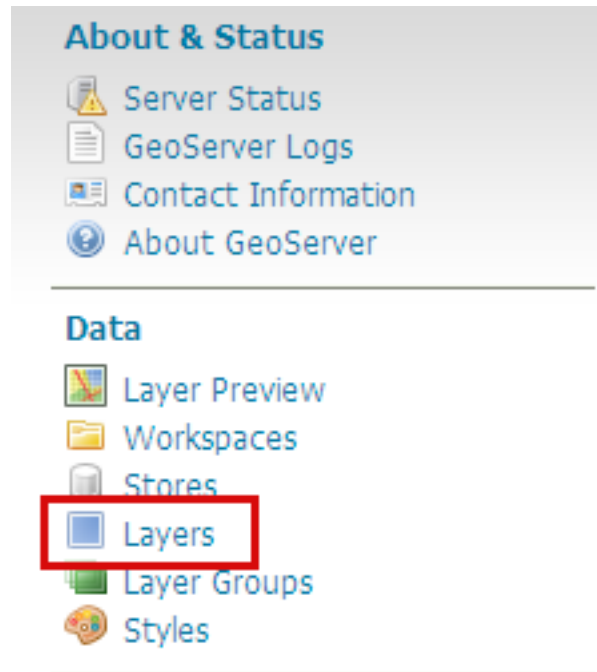 About & Status
Server Status
GeoServer Logs
Contact Information
About GeoServer
Data
Layer Preview
Workspaces
Stores
Layers
Layer Groups
Styles